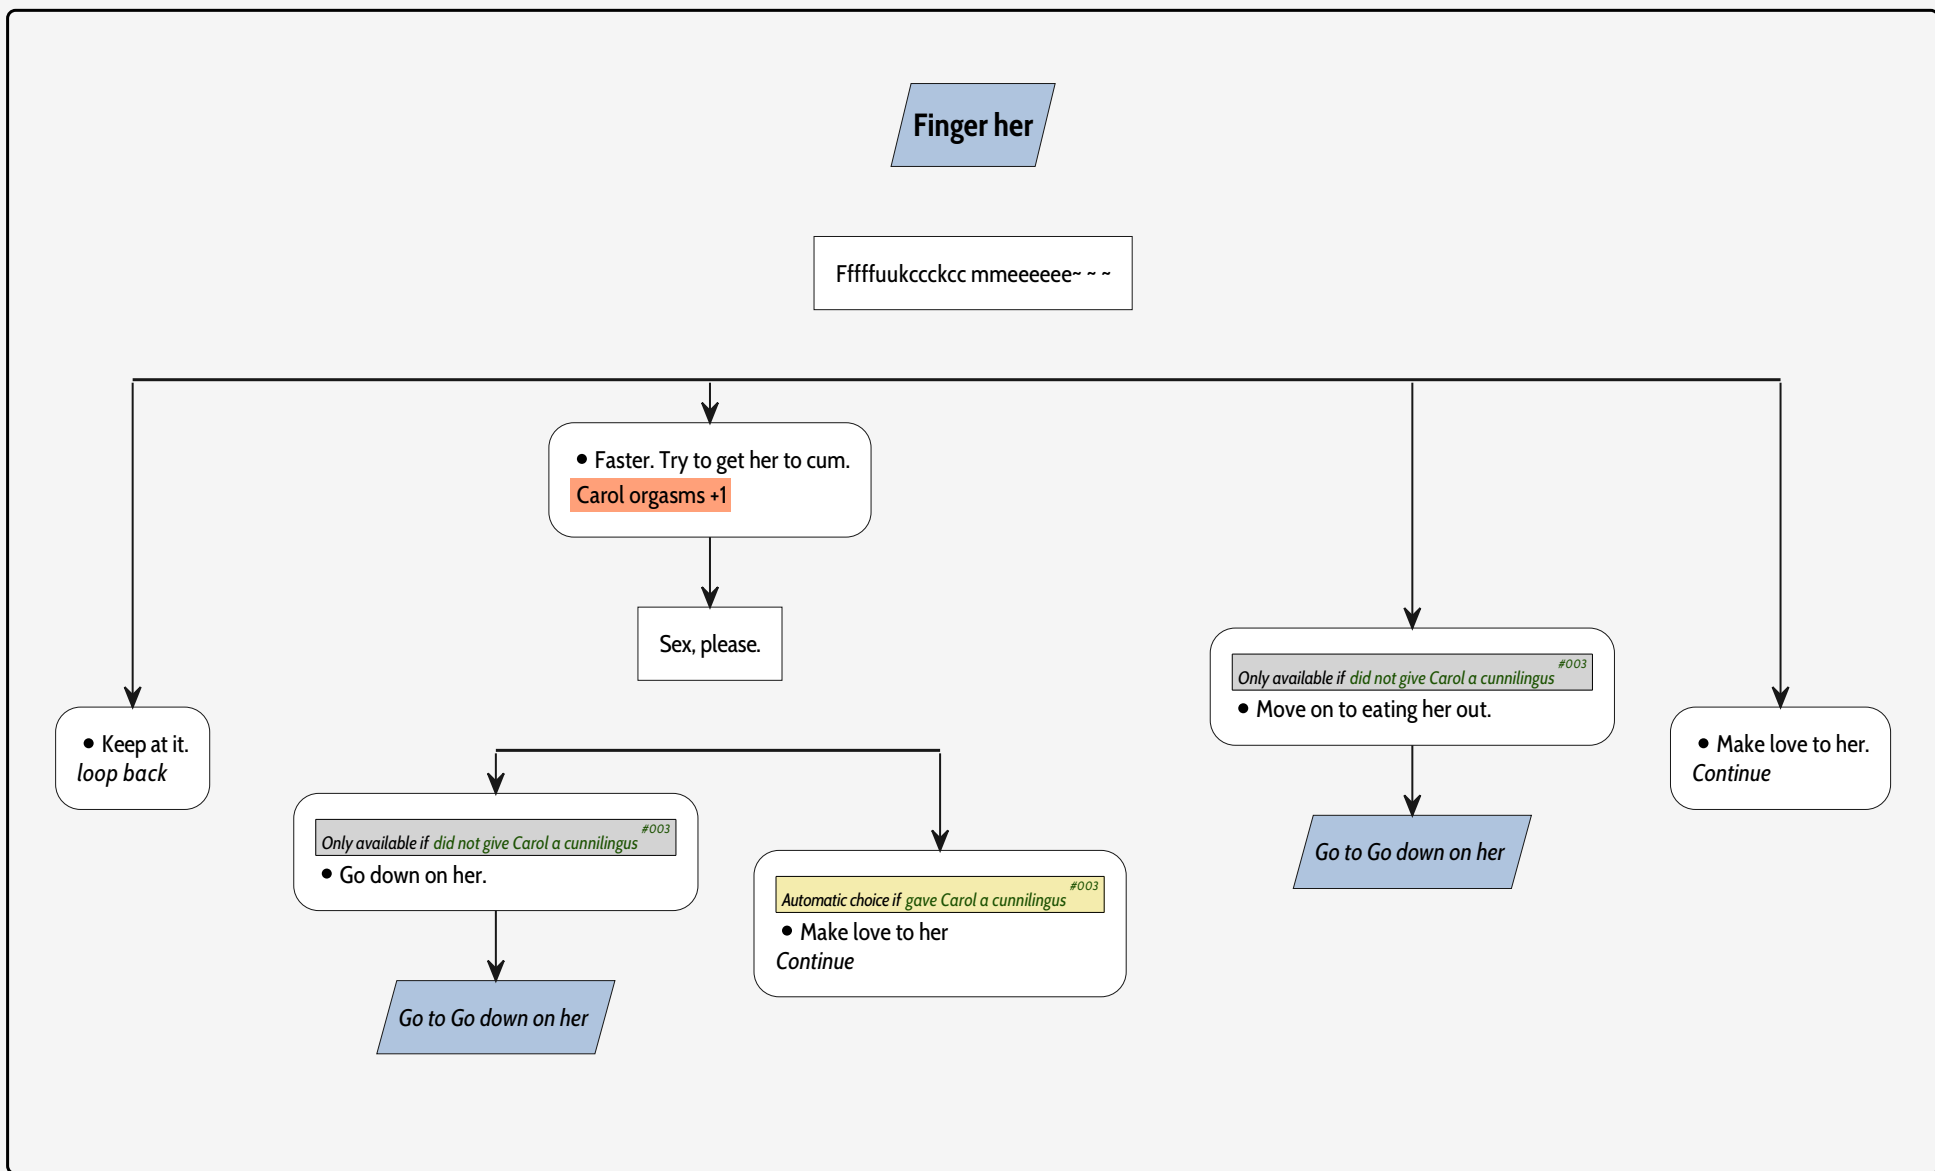 Finger her
Fffffuukccckcc mmeeeeee~ ~ ~
● Faster. Try to get her to cum.
Carol orgasms +1
Sex, please.
● Keep at it.
loop back
#003
Only available if did not give Carol a cunnilingus
● Go down on her.
Go to Go down on her
#003
Automatic choice if gave Carol a cunnilingus
● Make love to her
Continue
#003
Only available if did not give Carol a cunnilingus
● Move on to eating her out.
Go to Go down on her
● Make love to her.
Continue